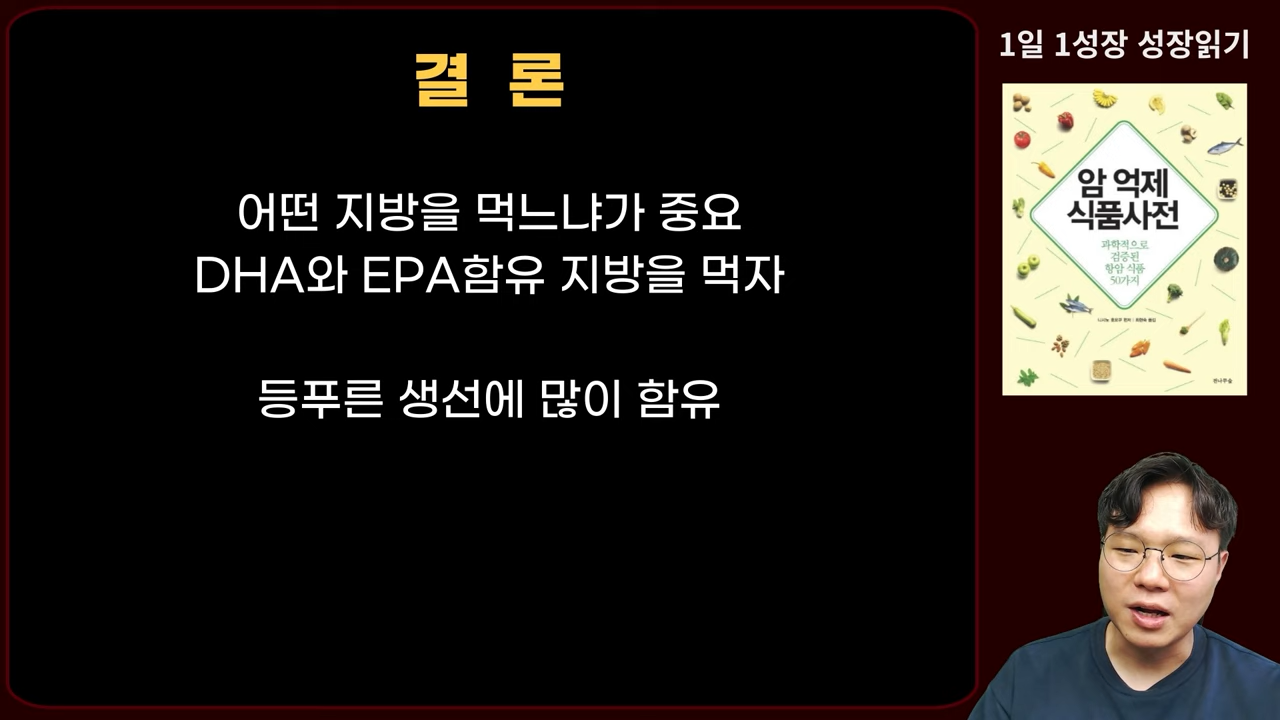 결 론
어떤 지방을 먹느냐가 중요
DHA와 EPA함유 지방을 먹자
등푸른 생선에 많이 함유
1일 1성장 성장읽기
암 억제
식품사전
과학적으로
검증된
항암 식품
50가지